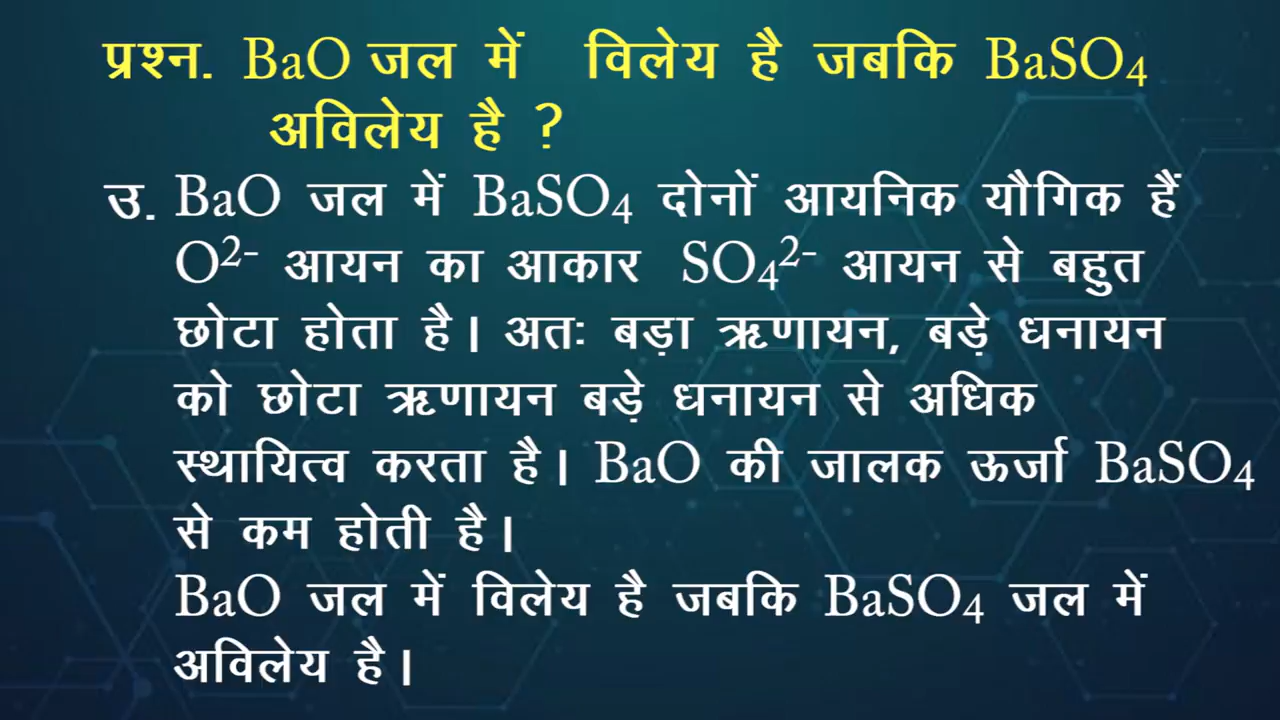 प्रश्न. BaO जल में विलेय है जबकि BaSO₄
अविलेय है ?
उ. BaO जल में BaSO₄ दोनों आयनिक यौगिक हैं
O²⁻ आयन का आकार SO₄²⁻ आयन से बहुत
छोटा होता है। अतः बड़ा ऋणायन, बड़े धनायन
को छोटा ऋणायन बड़े धनायन से अधिक
स्थायित्व करता है। BaO की जालक ऊर्जा BaSO₄
से कम होती है।
BaO जल में विलेय है जबकि BaSO₄ जल में
अविलेय है।